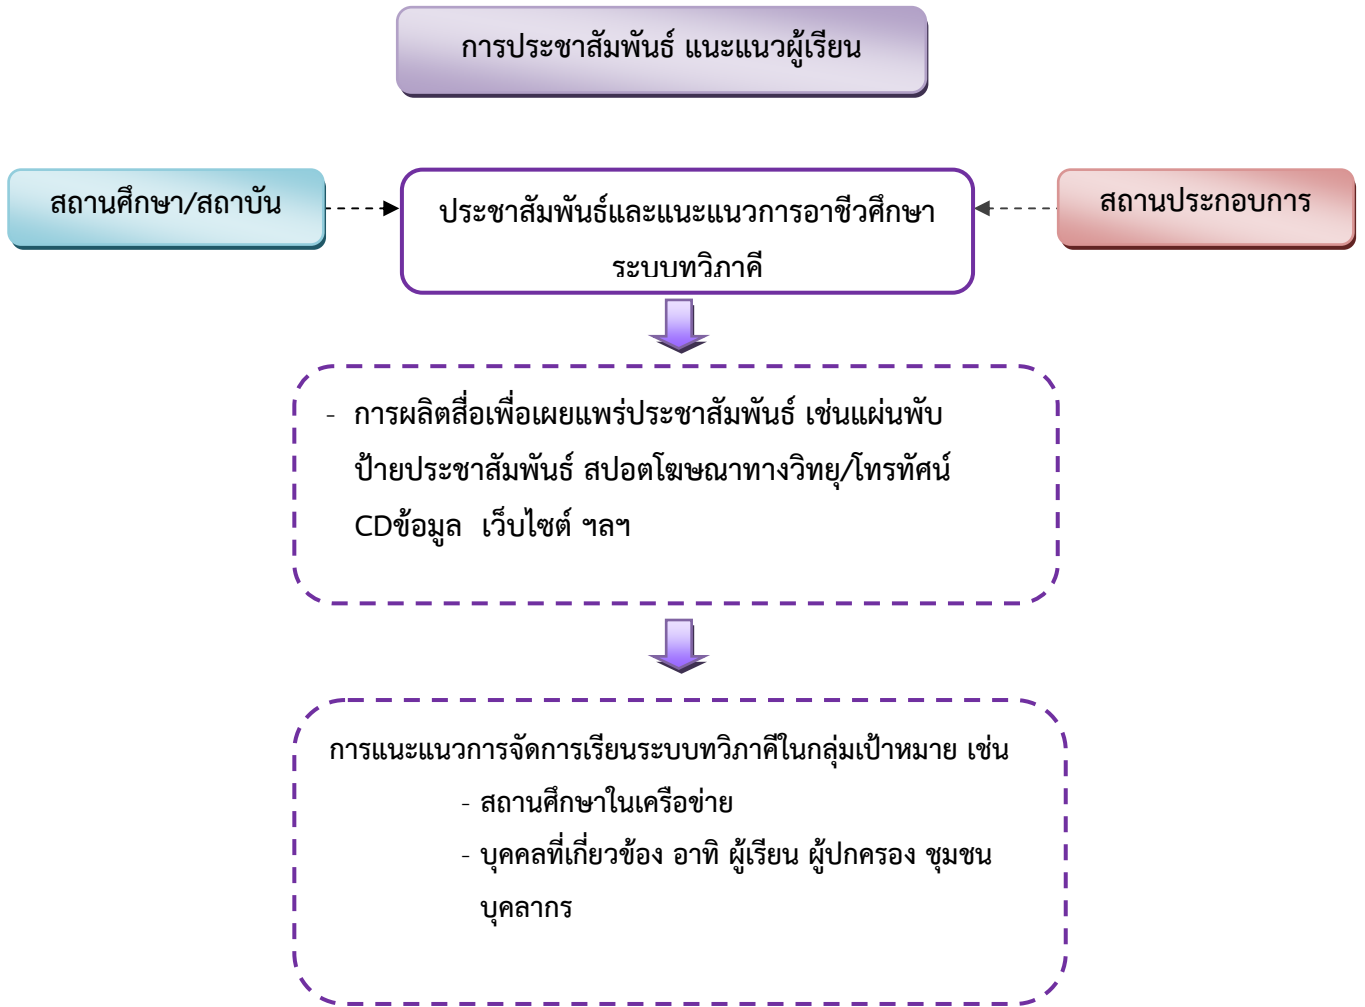 การประชาสัมพันธ์ แนะแนวผู้เรียน
สถานศึกษา/สถาบัน
ประชาสัมพันธ์และแนะแนวการอาชีวศึกษา
ระบบทวิภาคี
สถานประกอบการ
- การผลิตสื่อเพื่อเผยแพร่ประชาสัมพันธ์ เช่นแผ่นพับ
ป้ายประชาสัมพันธ์ สปอตโฆษณาทางวิทยุ/โทรทัศน์
CDข้อมูล เว็บไซต์ ฯลฯ
การแนะแนวการจัดการเรียนระบบทวิภาคีในกลุ่มเป้าหมาย เช่น
- สถานศึกษาในเครือข่าย
- บุคคลที่เกี่ยวข้อง อาทิ ผู้เรียน ผู้ปกครอง ชุมชน
บุคลากร